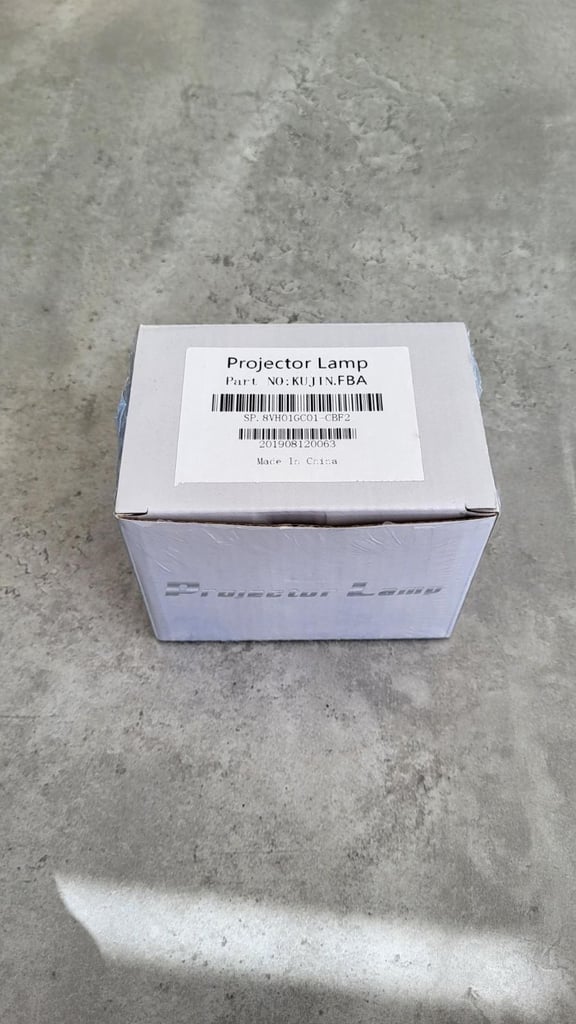 Projector Lamp
Part NO:KUJIN.FBA
SP.8VH01GC01-CBF2
201908120063
Made In China
Projector Lamp